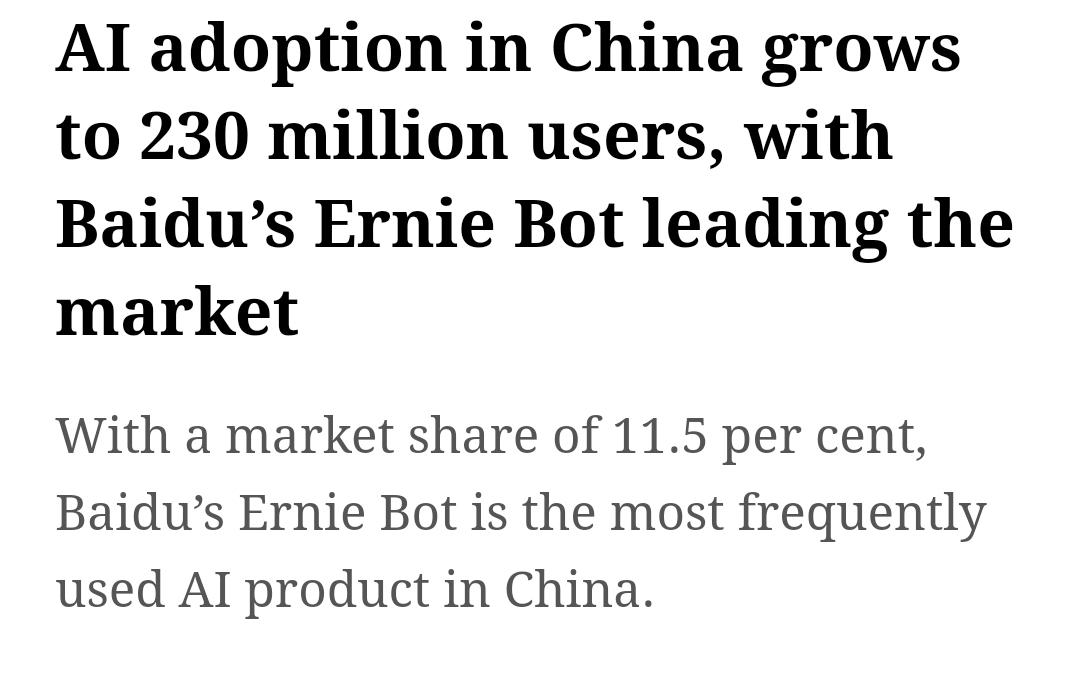 AI adoption in China grows
to 230 million users, with
Baidu’s Ernie Bot leading the
market
With a market share of 11.5 per cent,
Baidu’s Ernie Bot is the most frequently
used AI product in China.